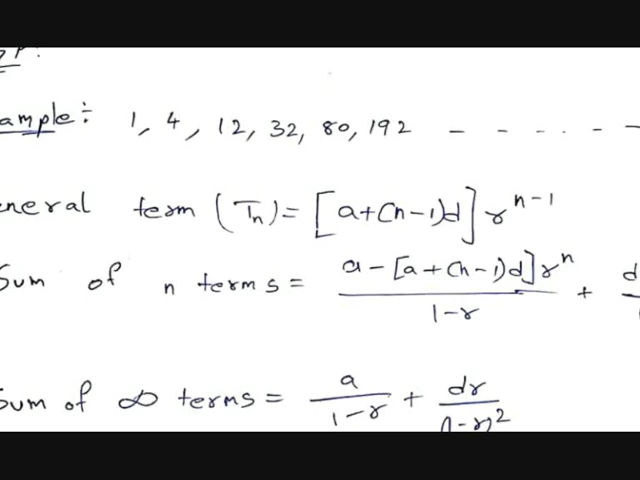 ample÷ 1, 4, 12, 32, 80, 192 - - - - - -
eneral term (Tn) = [a+(n-1)d] r^(n-1)
Sum of n terms = (a-[a+(n-1)d]r^n)/(1-r) +
Sum of ∞ terms = a/(1-r) + dr/(1-r)^2